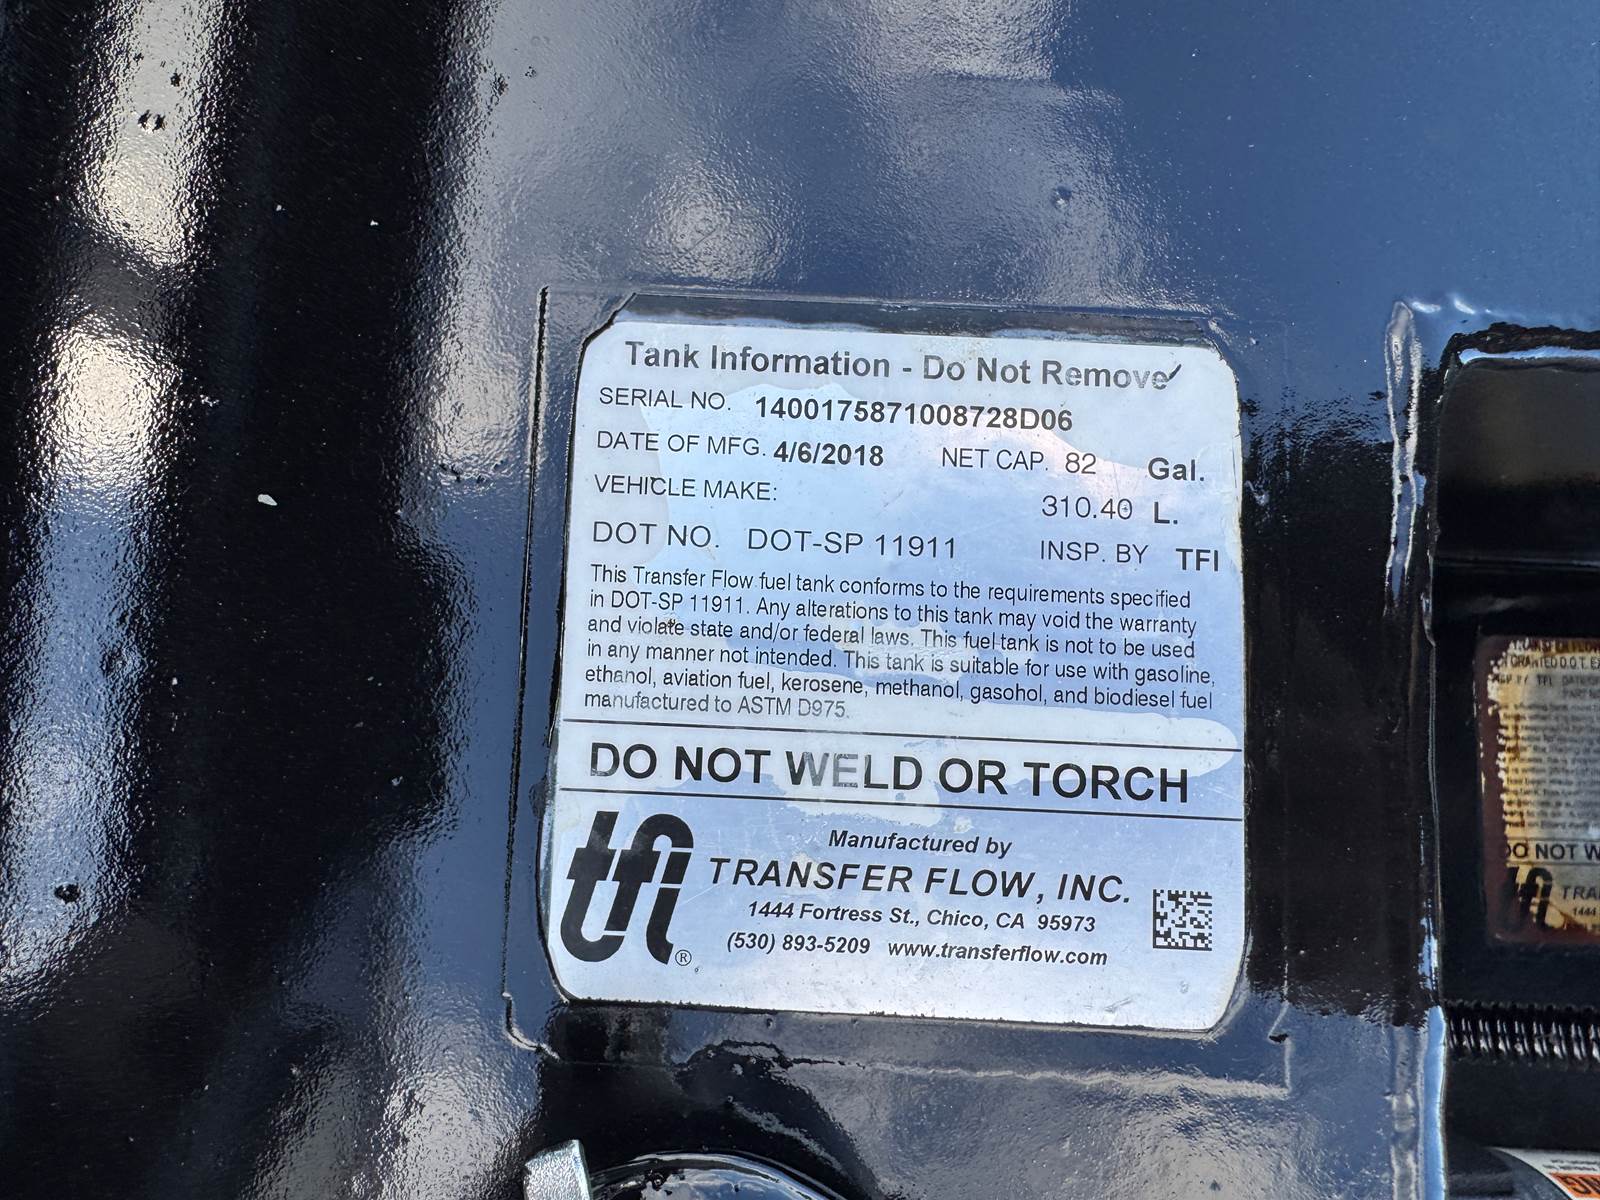 Tank Information - Do Not Remove
SERIAL NO. 1400175871008728D06
DATE OF MFG. 4/6/2018 NET CAP. 82 Gal.
VEHICLE MAKE: 310.40 L.
DOT NO. DOT-SP 11911 INSP. BY TFI
This Transfer Flow fuel tank conforms to the requirements specified
in DOT-SP 11911. Any alterations to this tank may void the warranty
and violate state and/or federal laws. This fuel tank is not to be used
in any manner not intended. This tank is suitable for use with gasoline,
ethanol, aviation fuel, kerosene, methanol, gasohol, and biodiesel fuel
manufactured to ASTM D975.
DO NOT WELD OR TORCH
tfi®
Manufactured by
TRANSFER FLOW, INC.
1444 Fortress St., Chico, CA 95973
(530) 893-5209 www.transferflow.com
DO NOT
1444